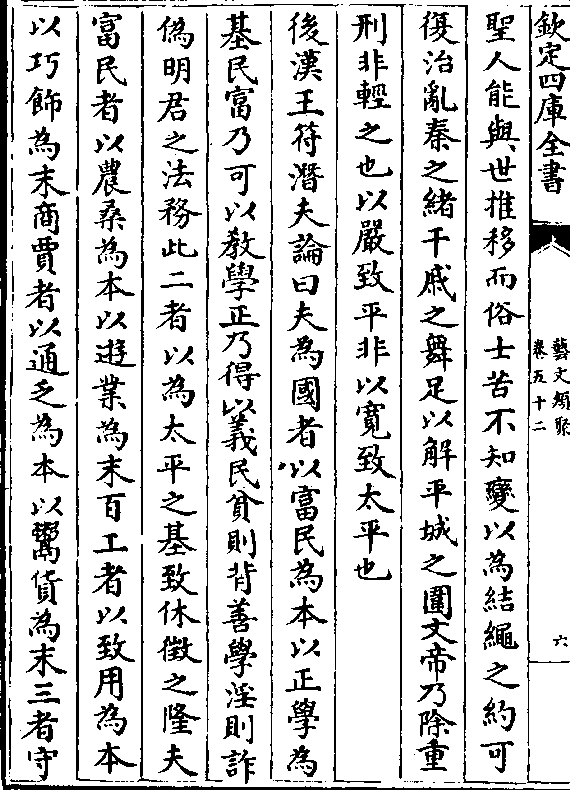 欽定四庫全書
藝文類聚
卷五十二
六
聖人能與世推移而俗士苦不知變以為結繩之約可
復治亂秦之緒干戚之舞足以解平城之圍文帝乃除重
刑非輕之也以嚴致平非以寛致太平也
後漢王符潛夫論曰夫為國者以富民為本以正學為
基民富乃可以敎學正乃得以義民貧則背善學淫則詐
偽明君之法務此二者以為太平之基致休徵之隆夫
富民者以農桑為本以遊業為末百工者以致用為本
以巧飾為末商賈者以通乏為本以鬻貨為末三者守